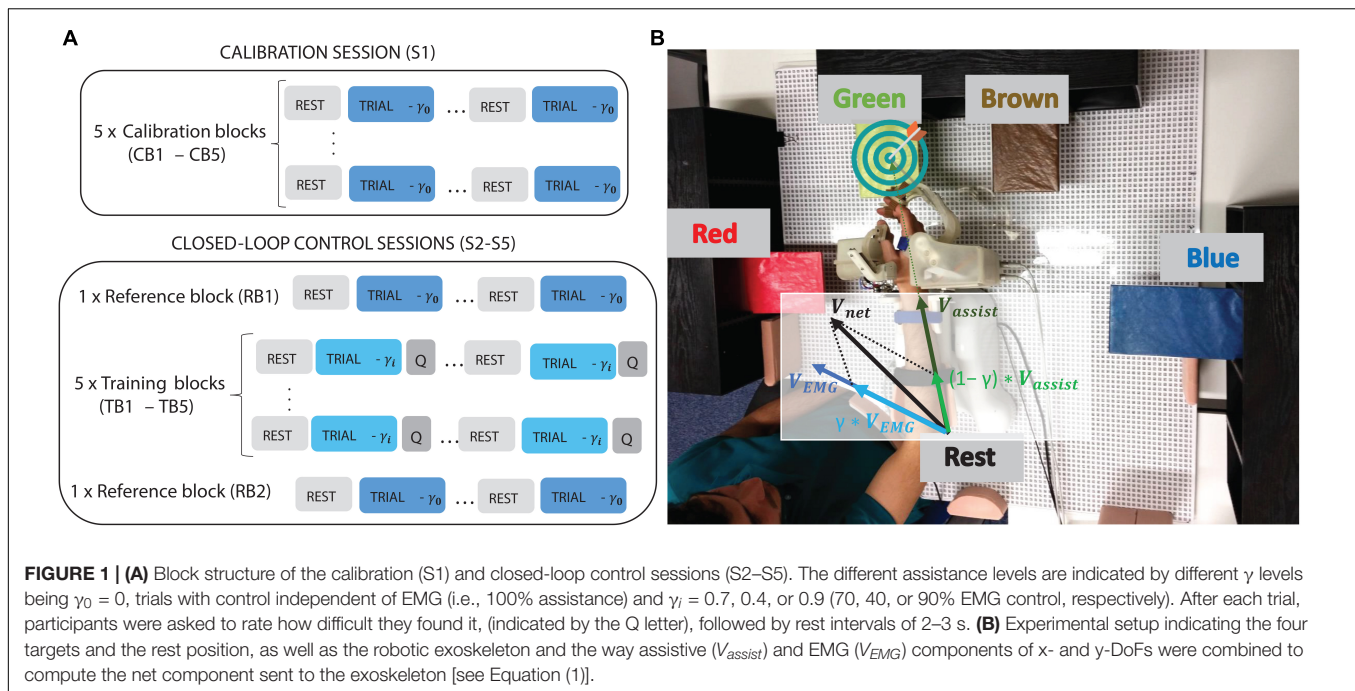 A
CALIBRATION SESSION (S1)
5 x Calibration blocks
(CB1 – CB5)
REST TRIAL - γ₀ ... REST TRIAL - γ₀
REST TRIAL - γ₀ ... REST TRIAL - γ₀
CLOSED-LOOP CONTROL SESSIONS (S2-S5)
1 x Reference block (RB1)
REST TRIAL - γ₀ ... REST TRIAL - γ₀
5 x Training blocks
(TB1 – TB5)
REST TRIAL - γᵢ Q ... REST TRIAL - γᵢ Q
REST TRIAL - γᵢ Q ... REST TRIAL - γᵢ Q
1 x Reference block (RB2)
REST TRIAL - γ₀ ... REST TRIAL - γ₀
B
Green
Brown
Red
Blue
V_net
V_assist
V_EMG
(1− γ) * V_assist
γ * V_EMG
Rest
FIGURE 1 | (A) Block structure of the calibration (S1) and closed-loop control sessions (S2–S5). The different assistance levels are indicated by different γ levels
being γ₀ = 0, trials with control independent of EMG (i.e., 100% assistance) and γᵢ = 0.7, 0.4, or 0.9 (70, 40, or 90% EMG control, respectively). After each trial,
participants were asked to rate how difficult they found it, (indicated by the Q letter), followed by rest intervals of 2–3 s. (B) Experimental setup indicating the four
targets and the rest position, as well as the robotic exoskeleton and the way assistive (V_assist) and EMG (V_EMG) components of x- and y-DoFs were combined to
compute the net component sent to the exoskeleton [see Equation (1)].